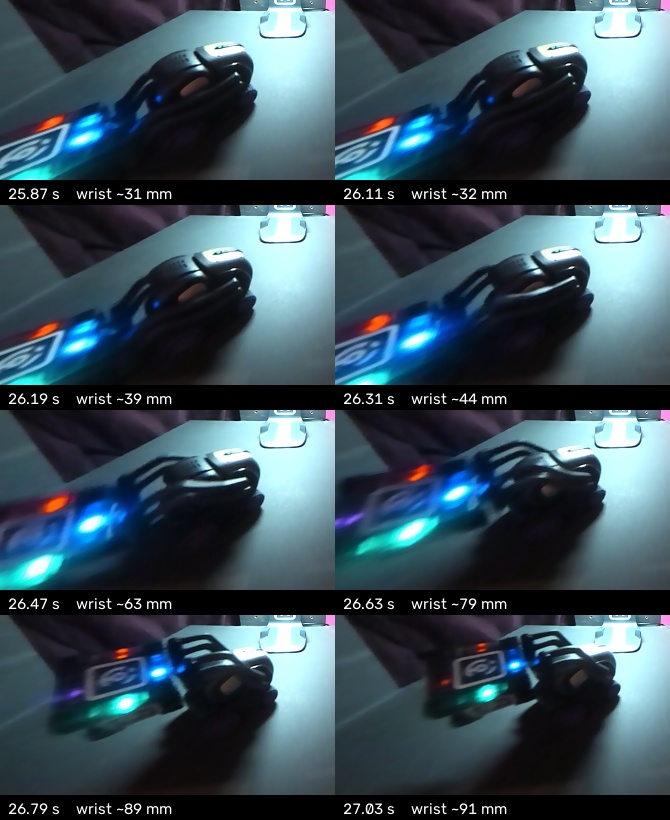 25.87 s wrist ~31 mm
26.11 s wrist ~32 mm
26.19 s wrist ~39 mm
26.31 s wrist ~44 mm
26.47 s wrist ~63 mm
26.63 s wrist ~79 mm
26.79 s wrist ~89 mm
27.03 s wrist ~91 mm